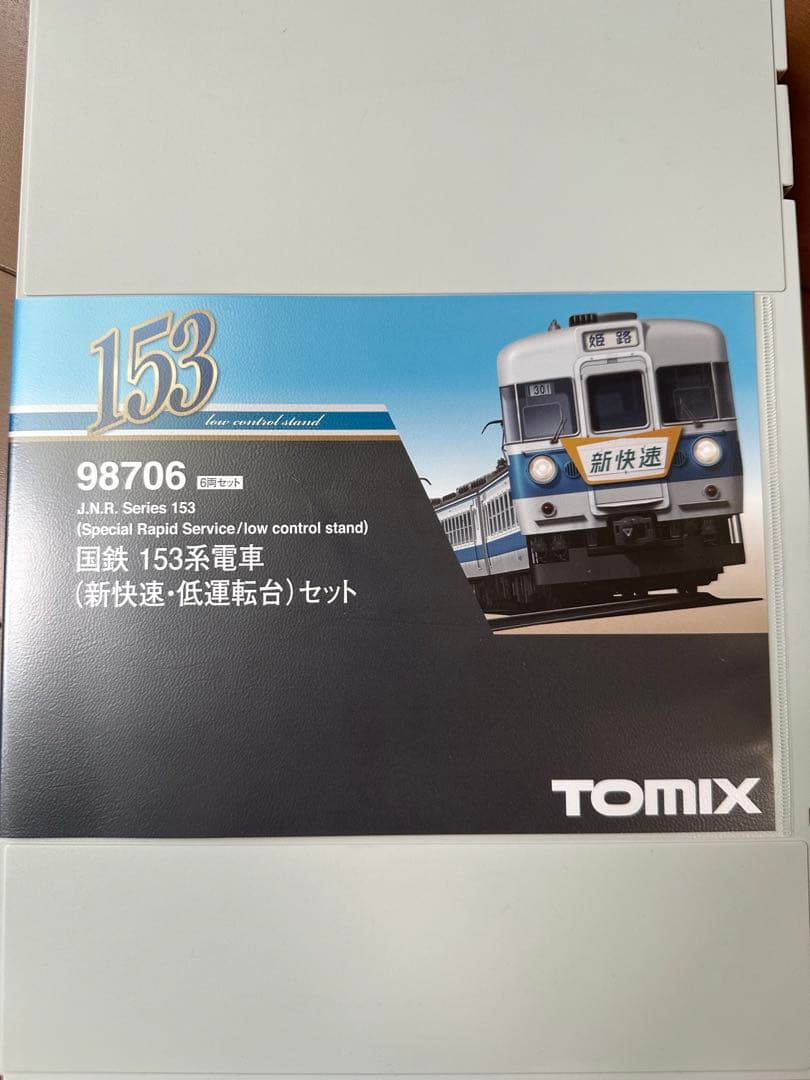 153
low control stand
98706 6両セット
J.N.R. Series 153
(Special Rapid Service/low control stand)
国鉄 153系電車
(新快速・低運転台)セット
姫路
301
新快速
TOMIX